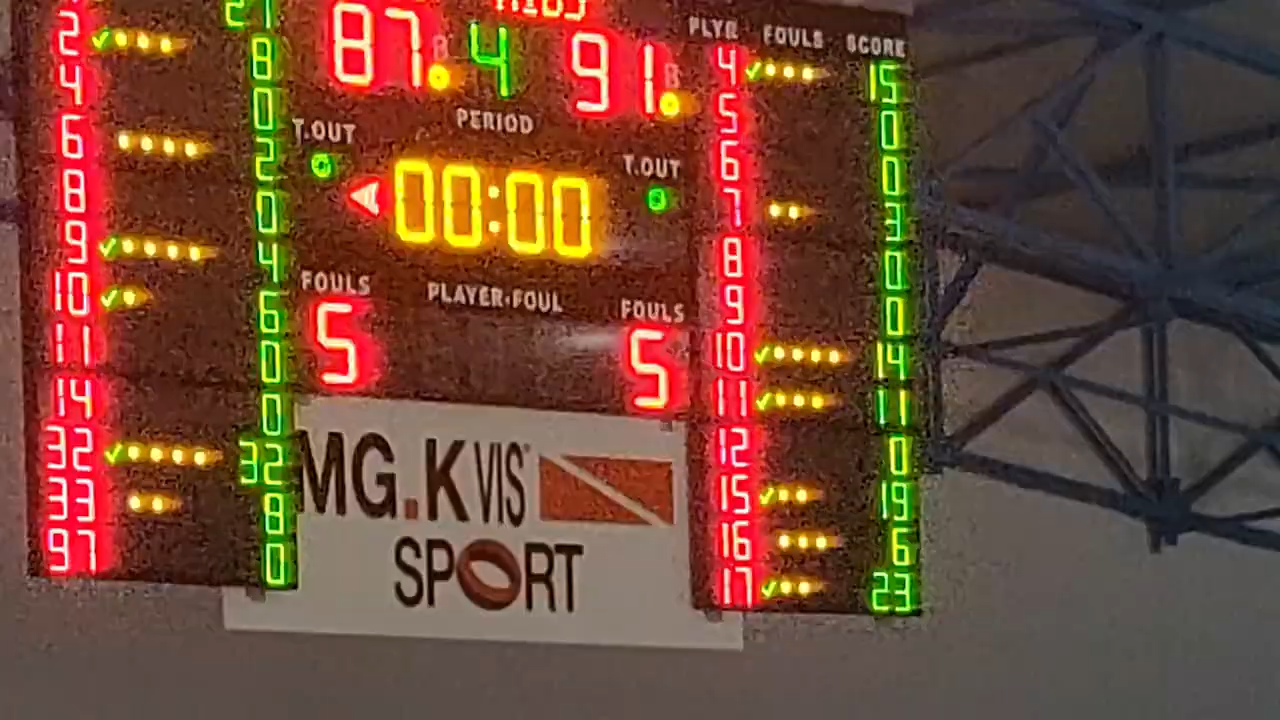 27
2 8
4 0
6 2
8 0
9 4
10 6
11 0
14 0
32 32
33 8
97 0
87 B 4 91 B
PERIOD
T.OUT
T.OUT
00:00
FOULS
PLAYER-FOUL
FOULS
5
5
MG.KVIS
SPORT
PLYR FOULS SCORE
4 15
5 0
6 0
7 3
8 0
9 0
10 14
11 11
12 0
15 19
16 6
17 23